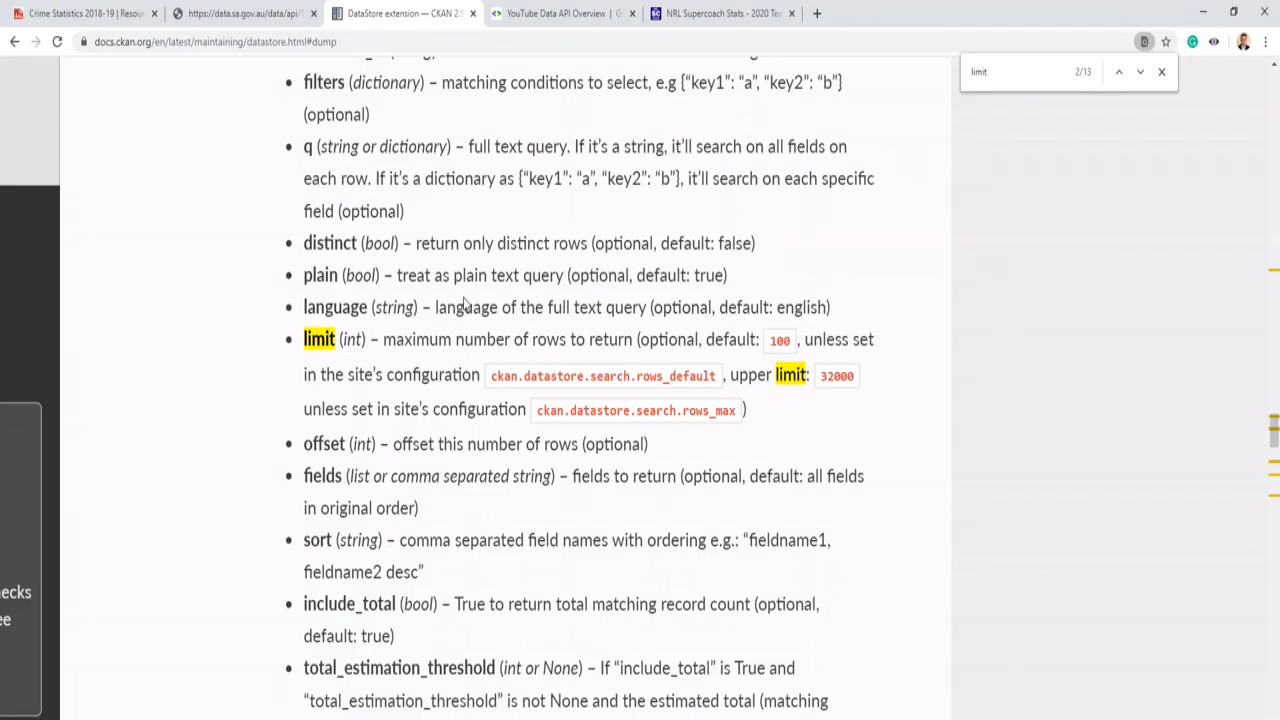 Crime Statistics 2018-19 | Resou
https://data.sa.gov.au/data/api/1
DataStore extension — CKAN 2.9
YouTube Data API Overview | G
NRL Supercoach Stats - 2020 Tea
docs.ckan.org/en/latest/maintaining/datastore.html#dump
limit 2/13
filters (dictionary) – matching conditions to select, e.g {“key1”: “a”, “key2”: “b”}
(optional)
q (string or dictionary) – full text query. If it’s a string, it’ll search on all fields on
each row. If it’s a dictionary as {“key1”: “a”, “key2”: “b”}, it’ll search on each specific
field (optional)
distinct (bool) – return only distinct rows (optional, default: false)
plain (bool) – treat as plain text query (optional, default: true)
language (string) – language of the full text query (optional, default: english)
limit (int) – maximum number of rows to return (optional, default: 100 , unless set
in the site’s configuration ckan.datastore.search.rows_default , upper limit: 32000
unless set in site’s configuration ckan.datastore.search.rows_max )
offset (int) – offset this number of rows (optional)
fields (list or comma separated string) – fields to return (optional, default: all fields
in original order)
sort (string) – comma separated field names with ordering e.g.: “fieldname1,
fieldname2 desc”
include_total (bool) – True to return total matching record count (optional,
default: true)
total_estimation_threshold (int or None) – If “include_total” is True and
“total_estimation_threshold” is not None and the estimated total (matching
ecks
ee